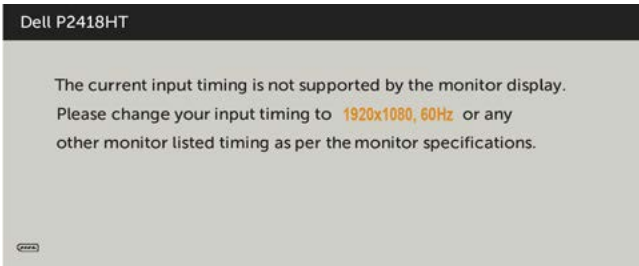 Dell P2418HT
The current input timing is not supported by the monitor display.
Please change your input timing to 1920x1080, 60Hz or any
other monitor listed timing as per the monitor specifications.